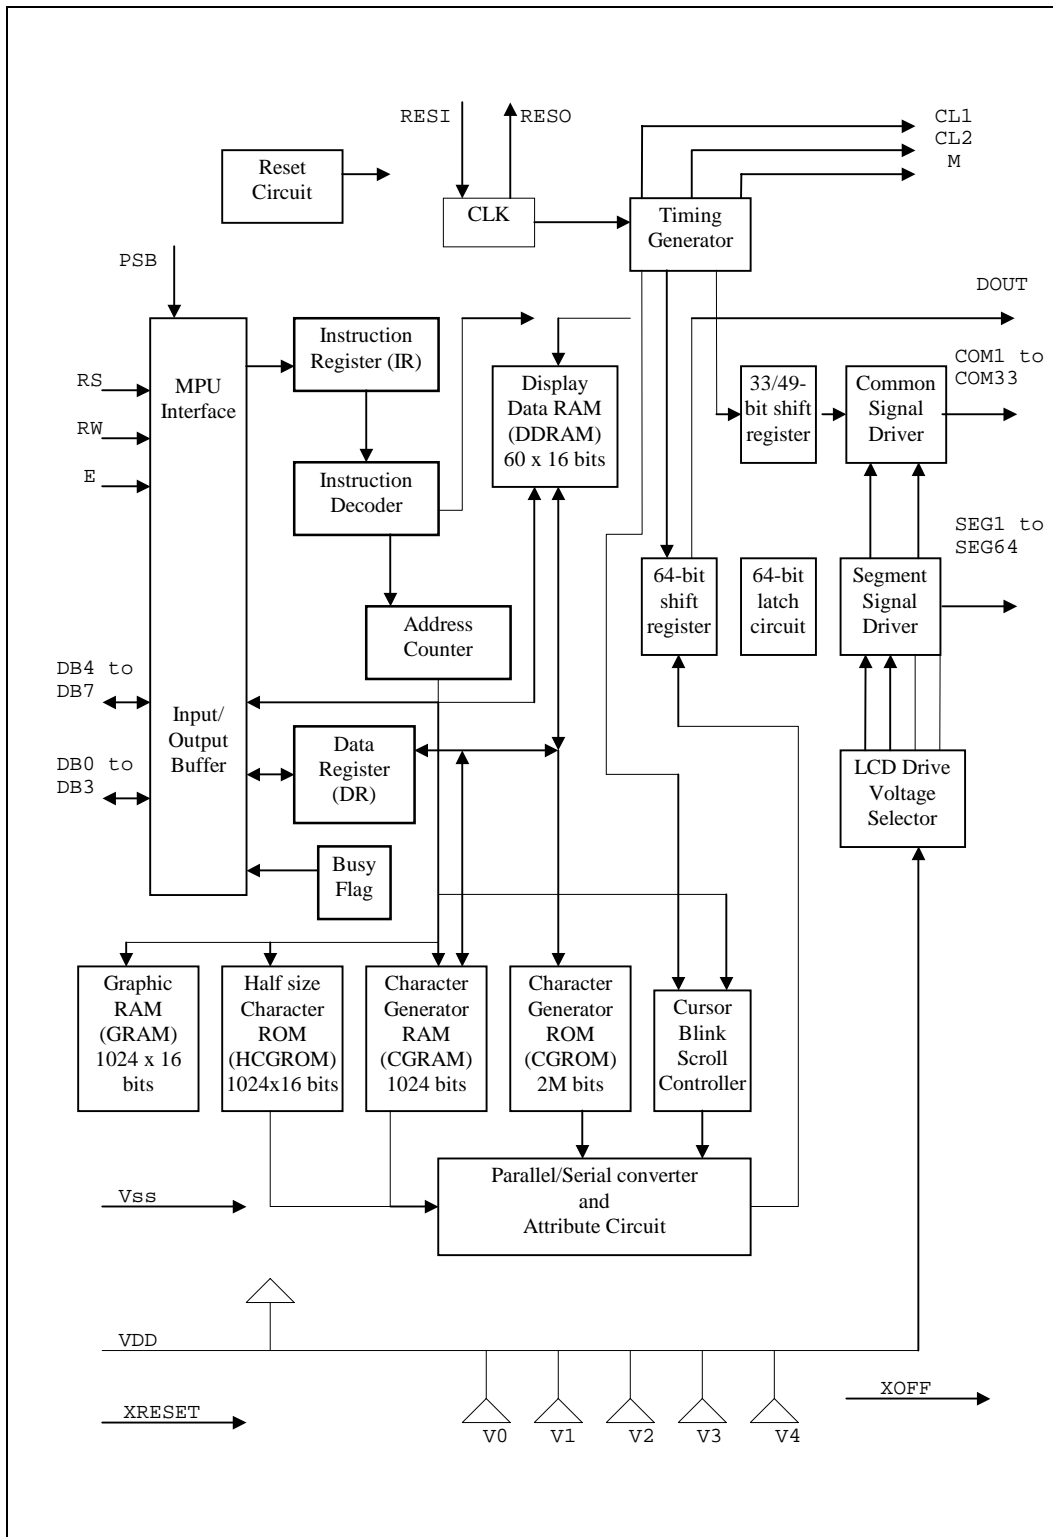 RESI
RESO
CL1
CL2
M
Reset
Circuit
CLK
Timing
Generator
PSB
DOUT
MPU
Interface
Instruction
Register (IR)
Display
Data RAM
(DDRAM)
60 x 16 bits
33/49-
bit shift
register
Common
Signal
Driver
COM1 to
COM33
RS
RW
E
Instruction
Decoder
64-bit
shift
register
64-bit
latch
circuit
Segment
Signal
Driver
SEG1 to
SEG64
Address
Counter
DB4 to
DB7
Input/
Output
Buffer
Data
Register
(DR)
DB0 to
DB3
LCD Drive
Voltage
Selector
Busy
Flag
Graphic
RAM
(GRAM)
1024 x 16
bits
Half size
Character
ROM
(HCGROM)
1024x16 bits
Character
Generator
RAM
(CGRAM)
1024 bits
Character
Generator
ROM
(CGROM)
2M bits
Cursor
Blink
Scroll
Controller
Parallel/Serial converter
and
Attribute Circuit
Vss
VDD
XRESET
V0
V1
V2
V3
V4
XOFF